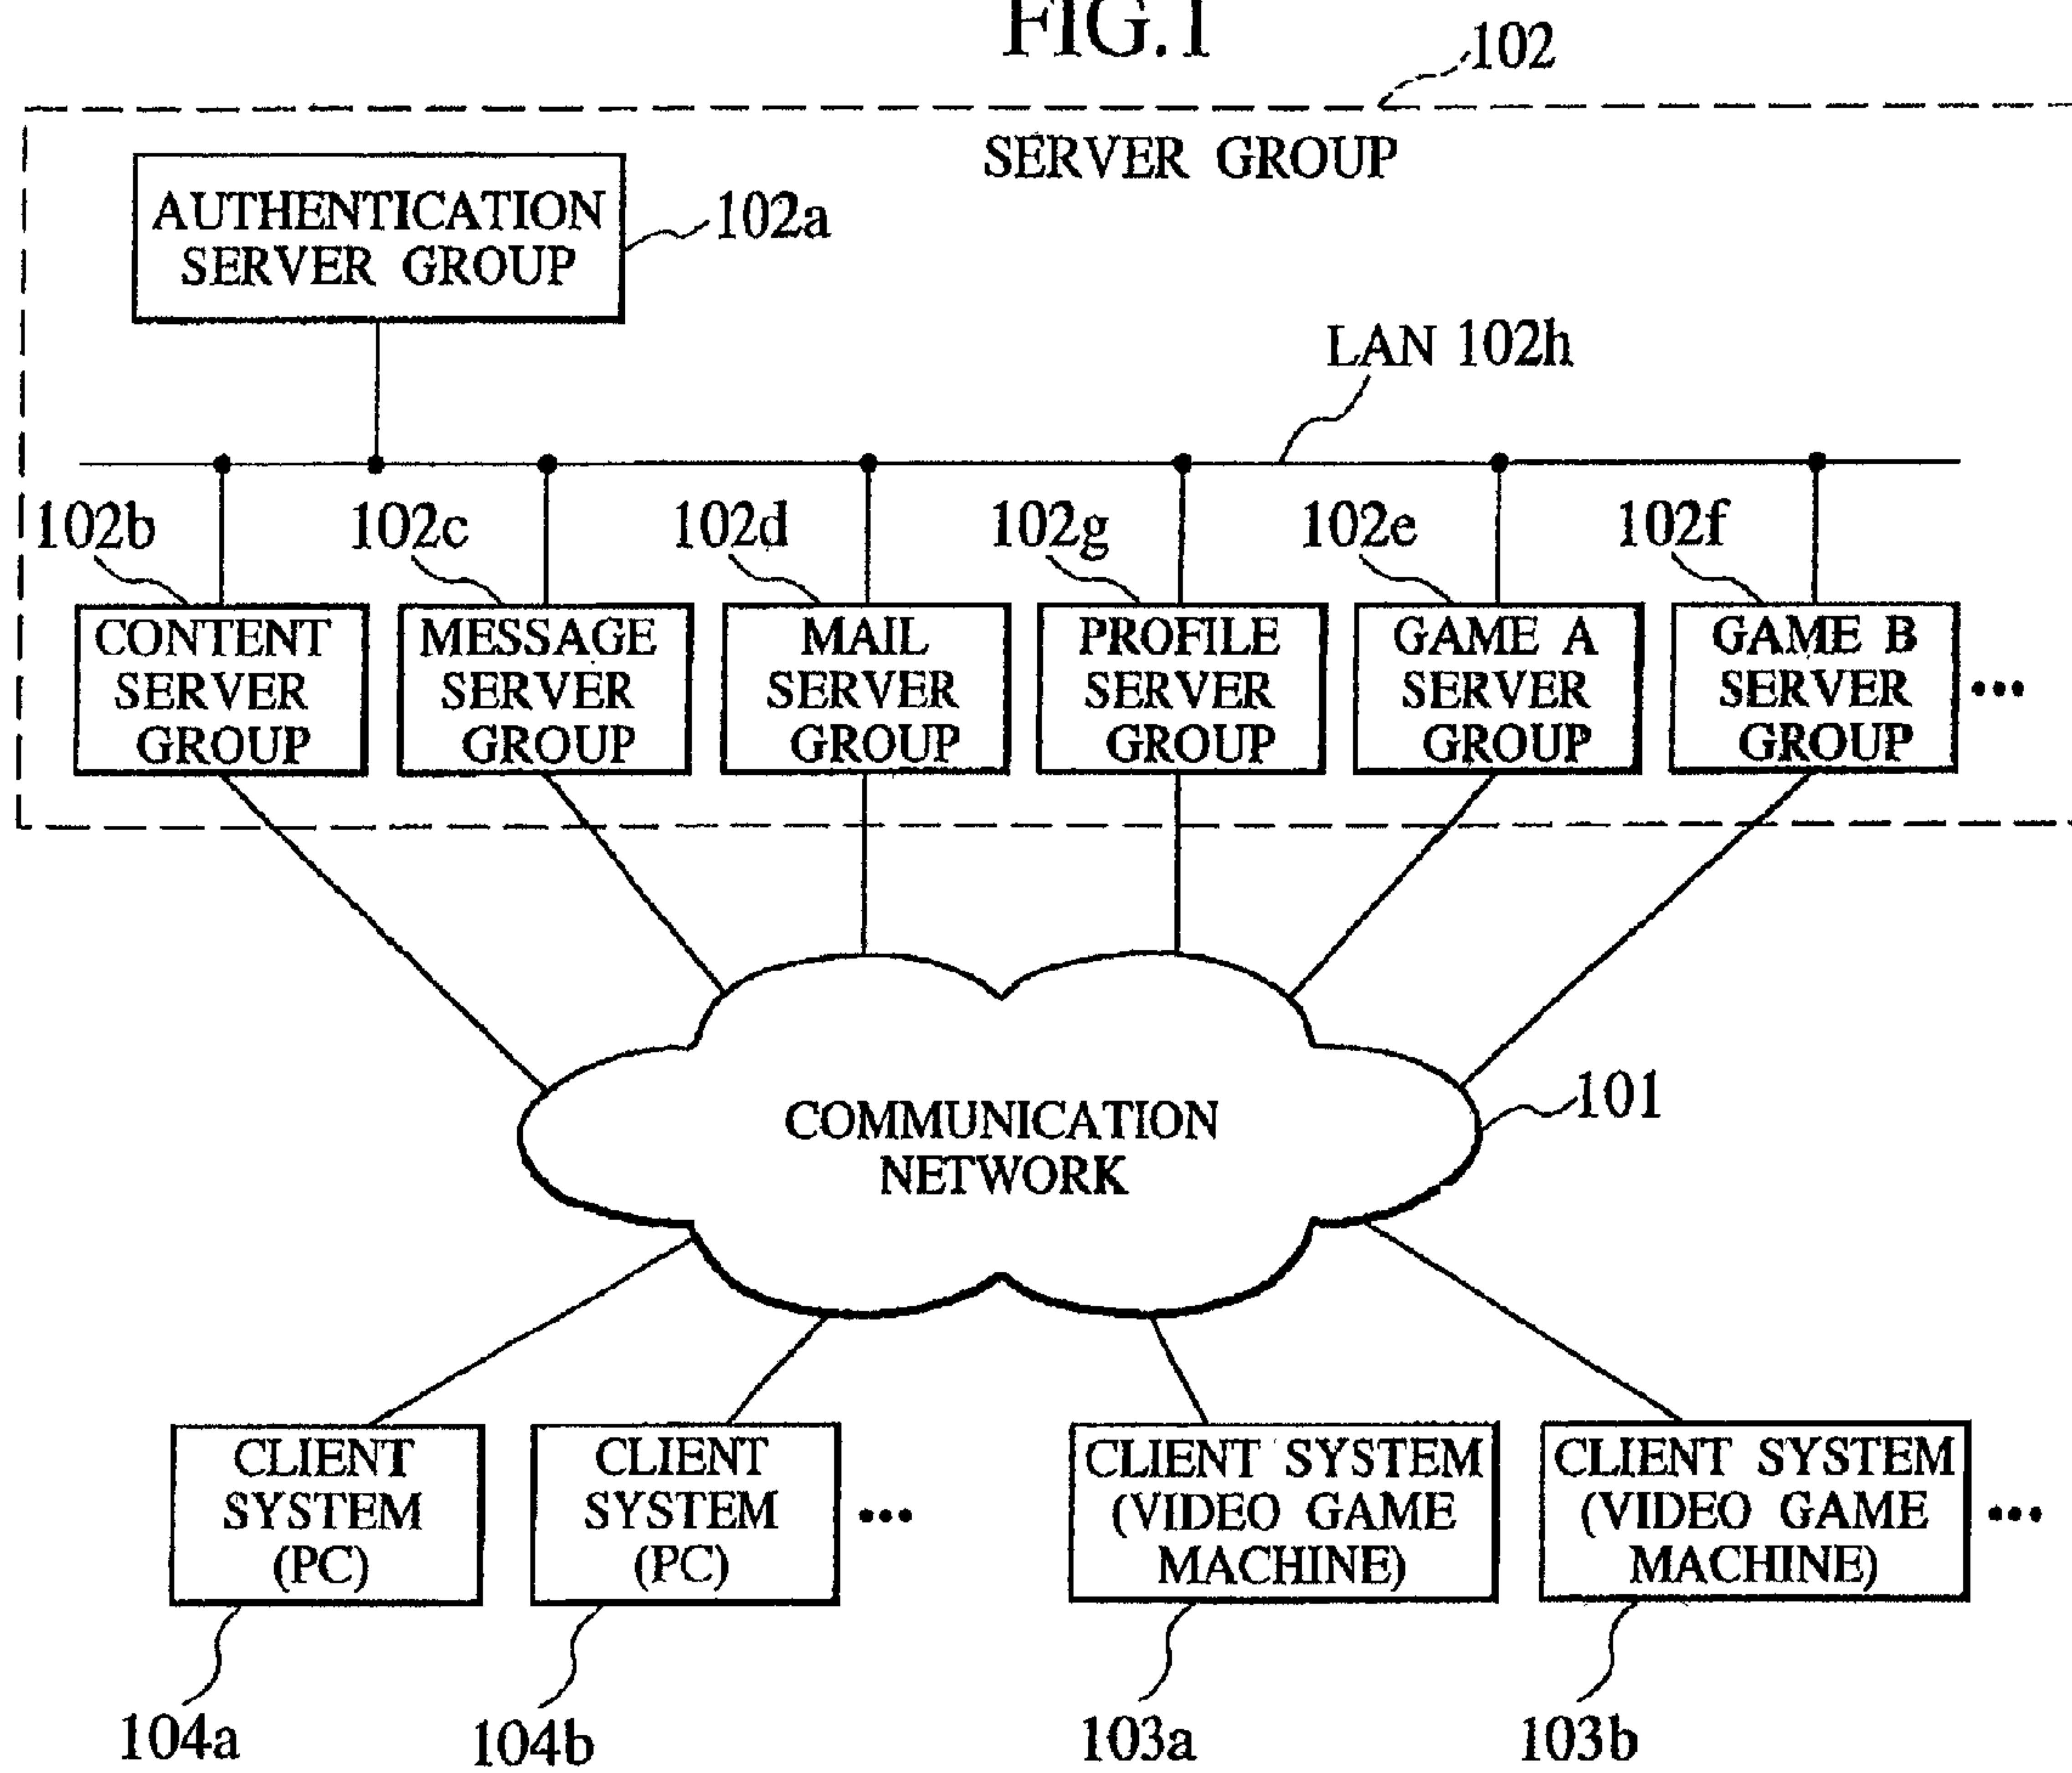 FIG.1
102
SERVER GROUP
AUTHENTICATION
SERVER GROUP
102a
LAN 102h
102b
102c
102d
102g
102e
102f
CONTENT
SERVER
GROUP
MESSAGE
SERVER
GROUP
MAIL
SERVER
GROUP
PROFILE
SERVER
GROUP
GAME A
SERVER
GROUP
GAME B
SERVER
GROUP
•••
COMMUNICATION
NETWORK
101
CLIENT
SYSTEM
(PC)
CLIENT
SYSTEM
(PC)
•••
CLIENT SYSTEM
(VIDEO GAME
MACHINE)
CLIENT SYSTEM
(VIDEO GAME
MACHINE)
•••
104a
104b
103a
103b